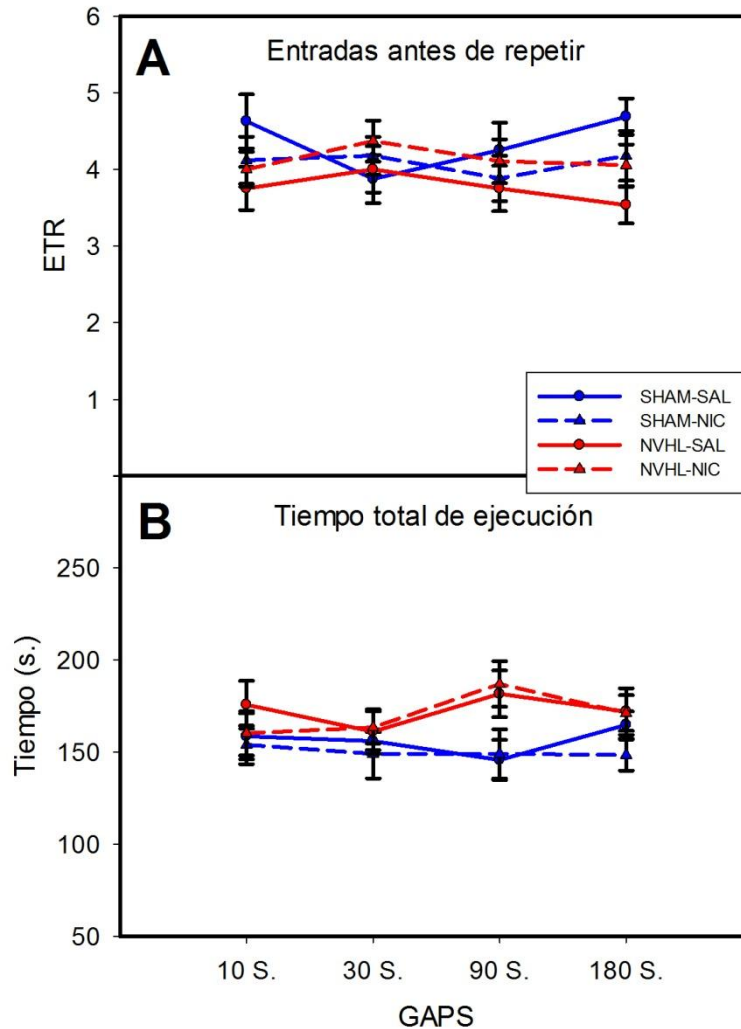 A
Entradas antes de repetir
6
5
4
3
2
1
ETR
SHAM-SAL
SHAM-NIC
NVHL-SAL
NVHL-NIC
B
Tiempo total de ejecución
250
200
150
100
50
Tiempo (s.)
10 S.
30 S.
90 S.
180 S.
GAPS